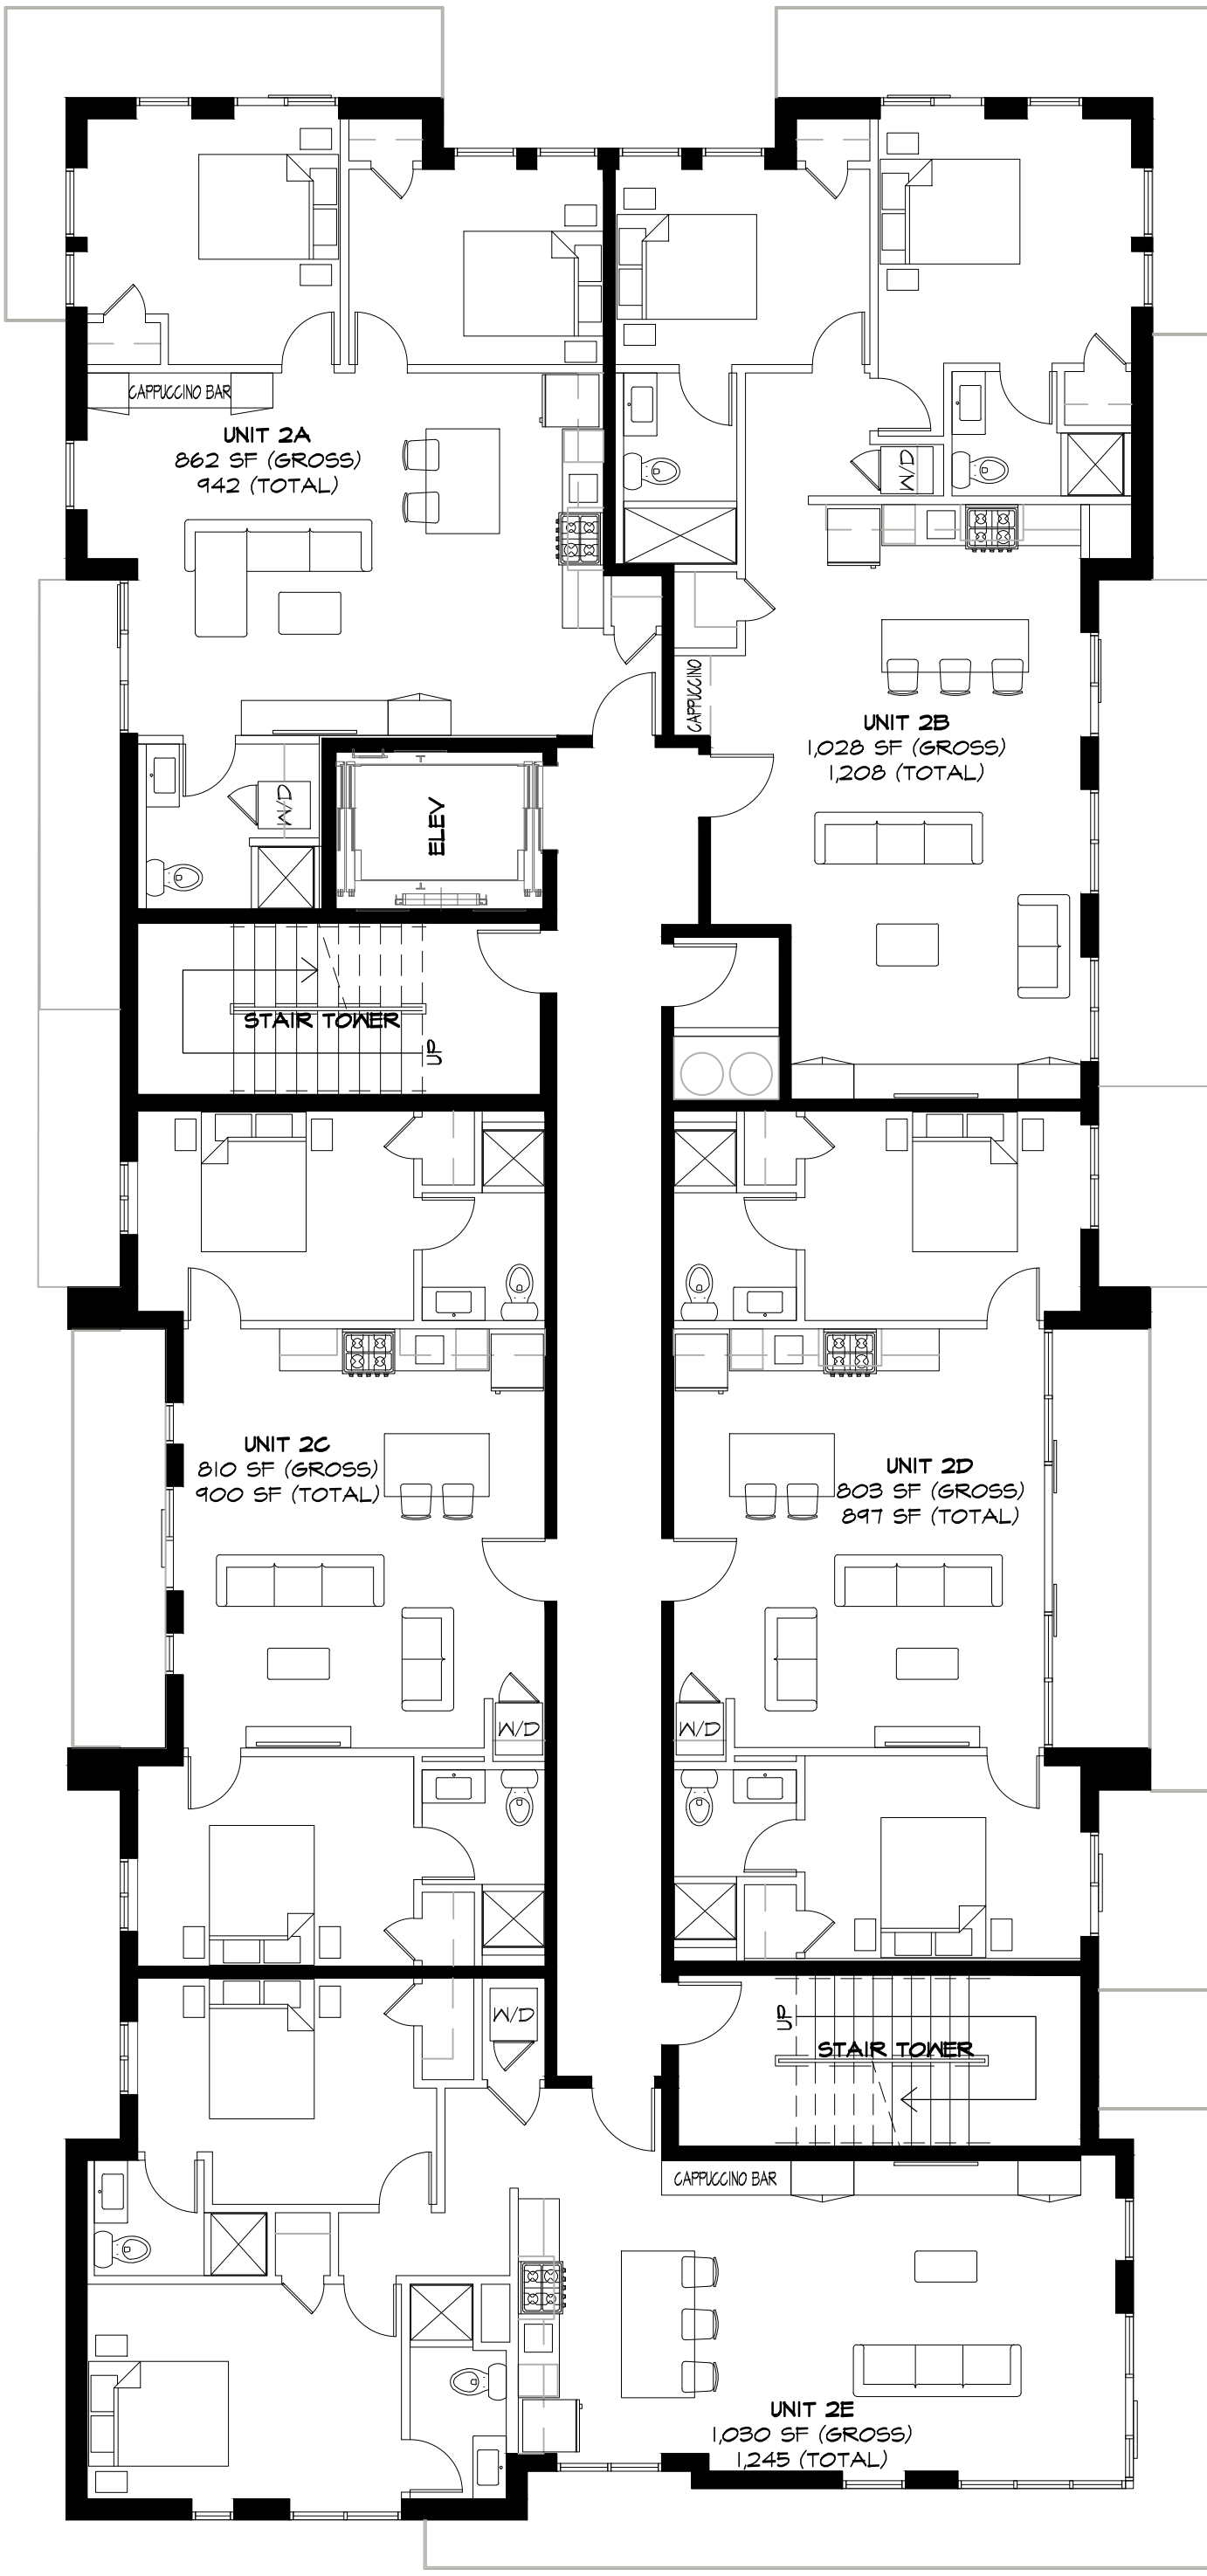 CAPPUCCINO BAR
UNIT 2A
862 SF (GROSS)
942 (TOTAL)
W/D
CAPPUCCINO
UNIT 2B
1,028 SF (GROSS)
1,208 (TOTAL)
W/D
ELEV
STAIR TOWER
UP
UNIT 2C
810 SF (GROSS)
900 SF (TOTAL)
UNIT 2D
803 SF (GROSS)
897 SF (TOTAL)
W/D
W/D
W/D
UP
STAIR TOWER
CAPPUCCINO BAR
UNIT 2E
1,030 SF (GROSS)
1,245 (TOTAL)